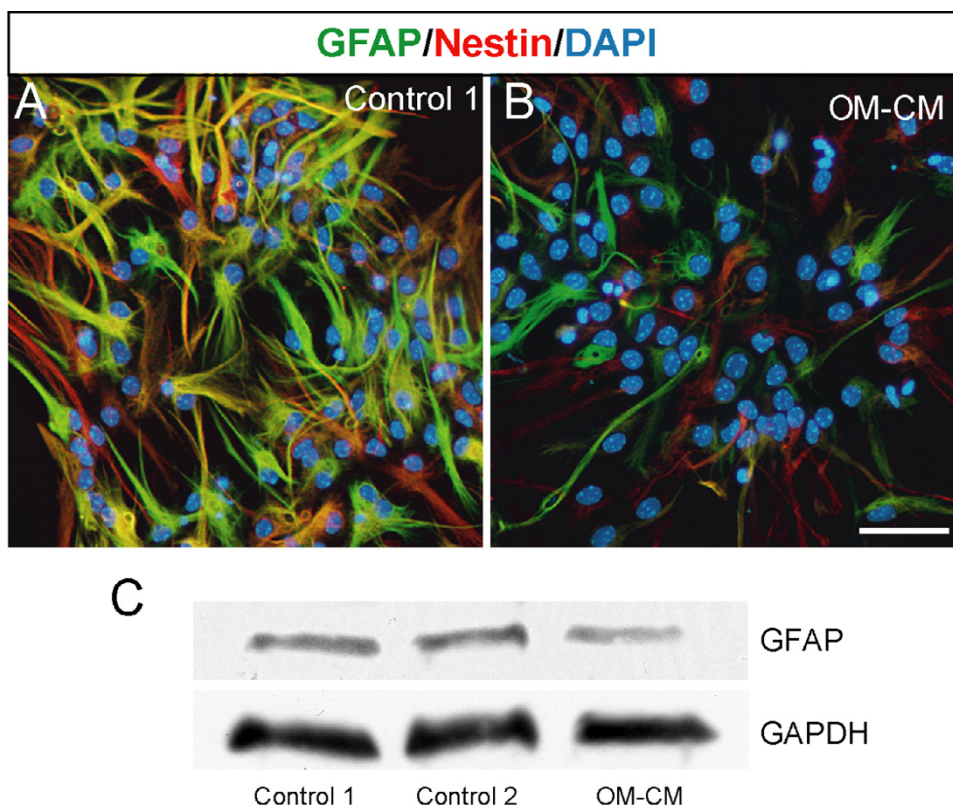 GFAP/Nestin/DAPI
A Control 1
B OM-CM
C
GFAP
GAPDH
Control 1 Control 2 OM-CM